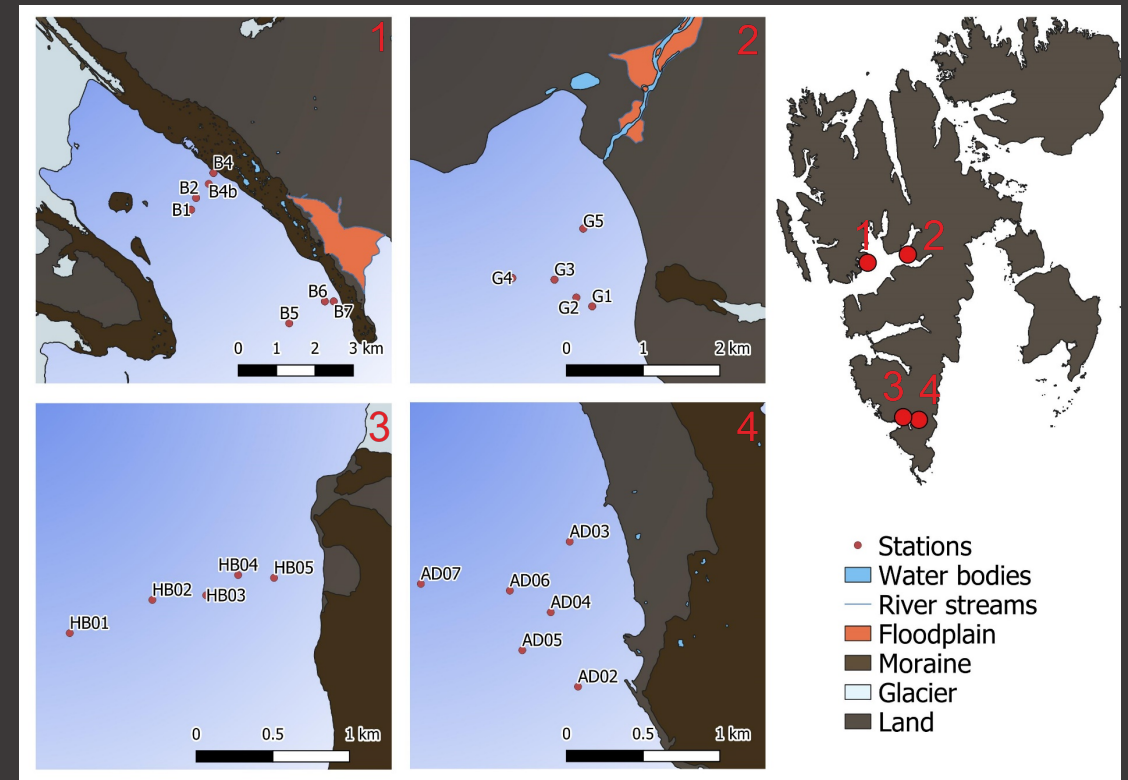 1
B4
B2
B4b
B1
B6
B5
B7
0 1 2 3 km
2
G5
G4
G3
G2
G1
0 1 2 km
3
HB04
HB05
HB02
HB03
HB01
0 0.5 1 km
4
AD03
AD07
AD06
AD04
AD05
AD02
0 0.5 1 km
1
2
3
4
Stations
Water bodies
River streams
Floodplain
Moraine
Glacier
Land